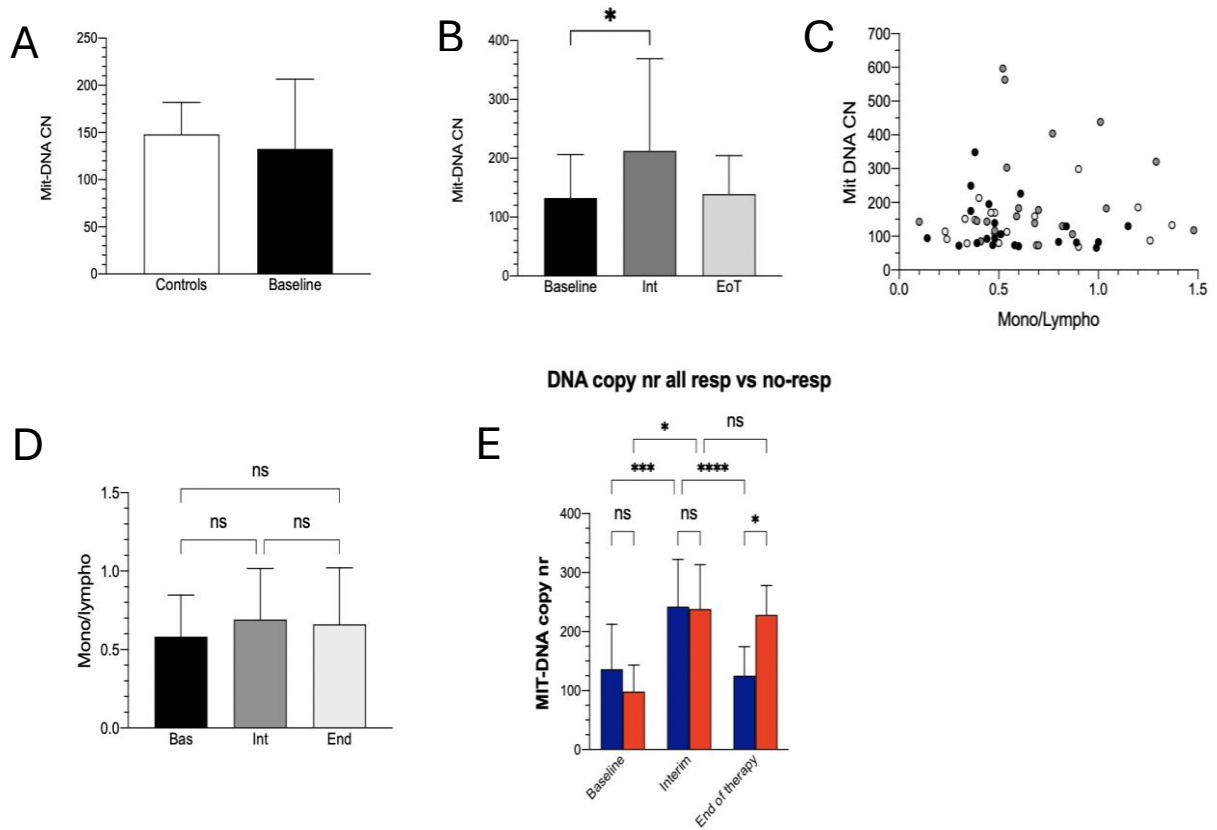 A
250
200
150
100
50
0
Mit-DNA CN
Controls
Baseline
B
*
400
300
200
100
0
Mit-DNA CN
Baseline
Int
EoT
C
700
600
500
400
300
200
100
0
Mit DNA CN
0.0
0.5
1.0
1.5
Mono/Lympho
D
ns
ns
ns
1.5
1.0
0.5
0.0
Mono/lympho
Bas
Int
End
DNA copy nr all resp vs no-resp
E
*
ns
***
****
ns
ns
*
400
300
200
100
0
MIT-DNA copy nr
Baseline
Interim
End of therapy